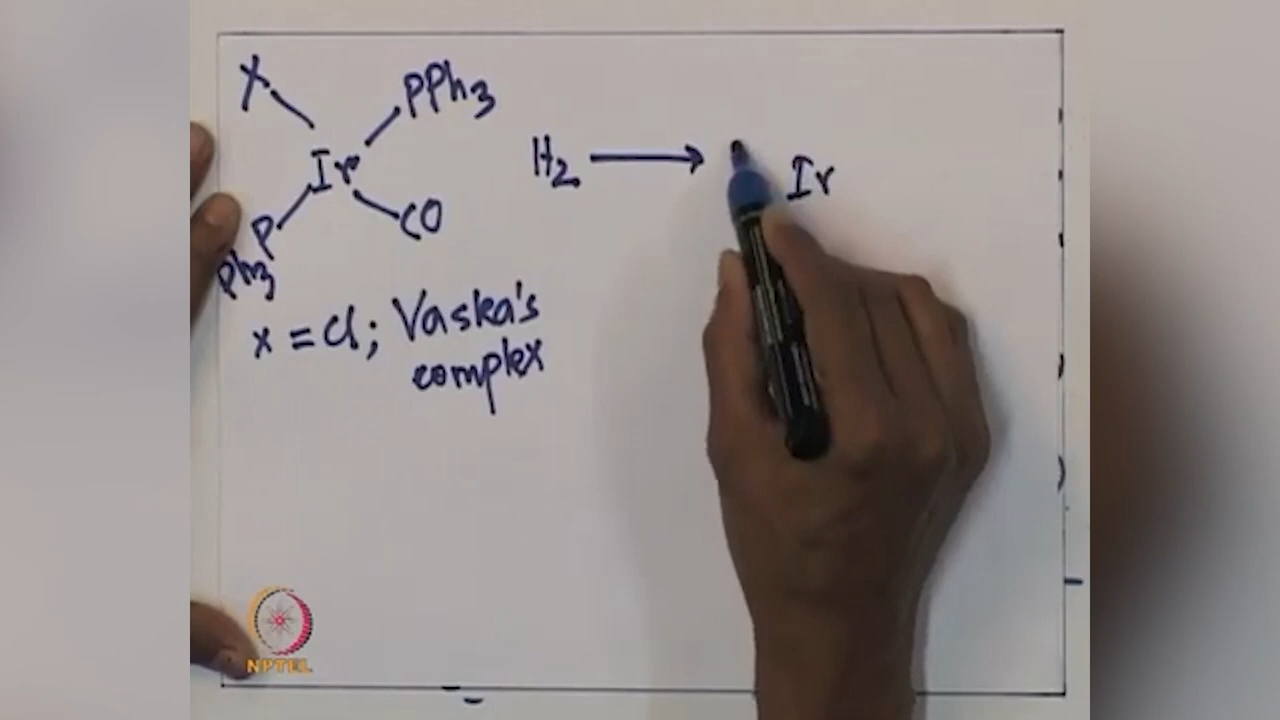 X
PPh3
Ir
CO
P
Ph3
H2 ⟶ Ir
x = Cl; Vaska's
complex
NPTEL